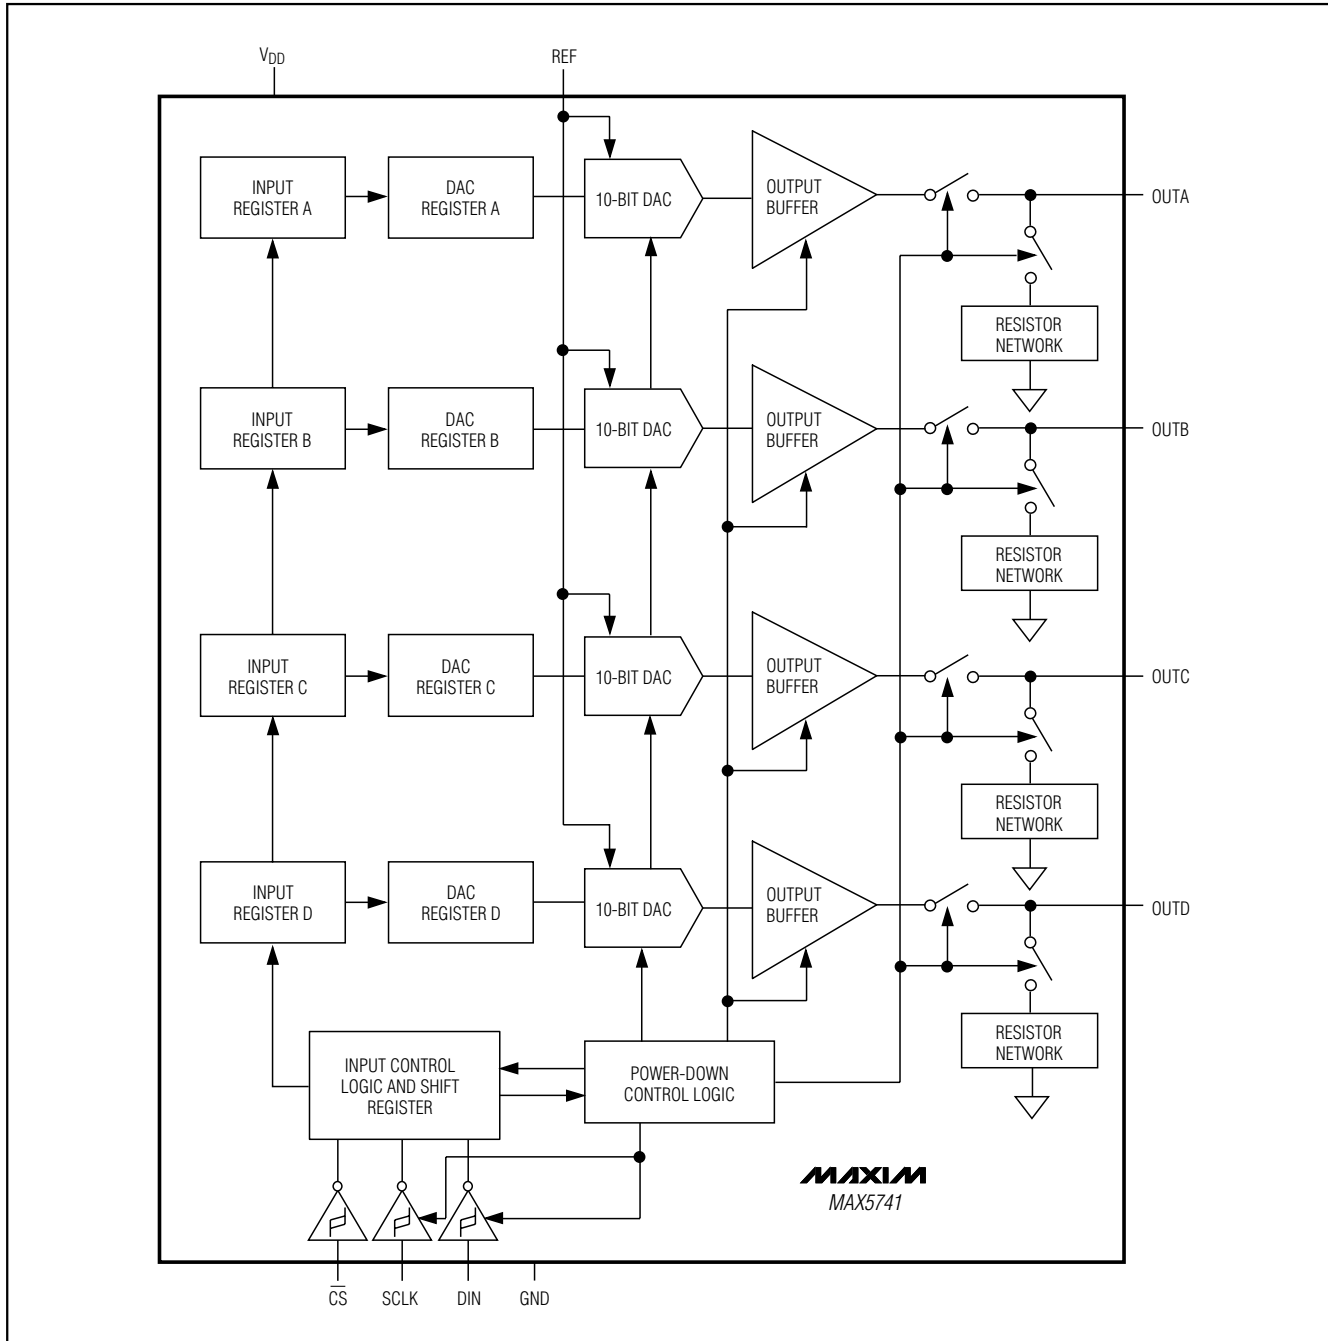 VDD
REF
INPUT
REGISTER A
DAC
REGISTER A
10-BIT DAC
OUTPUT
BUFFER
OUTA
RESISTOR
NETWORK
INPUT
REGISTER B
DAC
REGISTER B
10-BIT DAC
OUTPUT
BUFFER
OUTB
RESISTOR
NETWORK
INPUT
REGISTER C
DAC
REGISTER C
10-BIT DAC
OUTPUT
BUFFER
OUTC
RESISTOR
NETWORK
INPUT
REGISTER D
DAC
REGISTER D
10-BIT DAC
OUTPUT
BUFFER
OUTD
RESISTOR
NETWORK
INPUT CONTROL
LOGIC AND SHIFT
REGISTER
POWER-DOWN
CONTROL LOGIC
MAXIM
MAX5741
C̅S̅
SCLK
DIN
GND